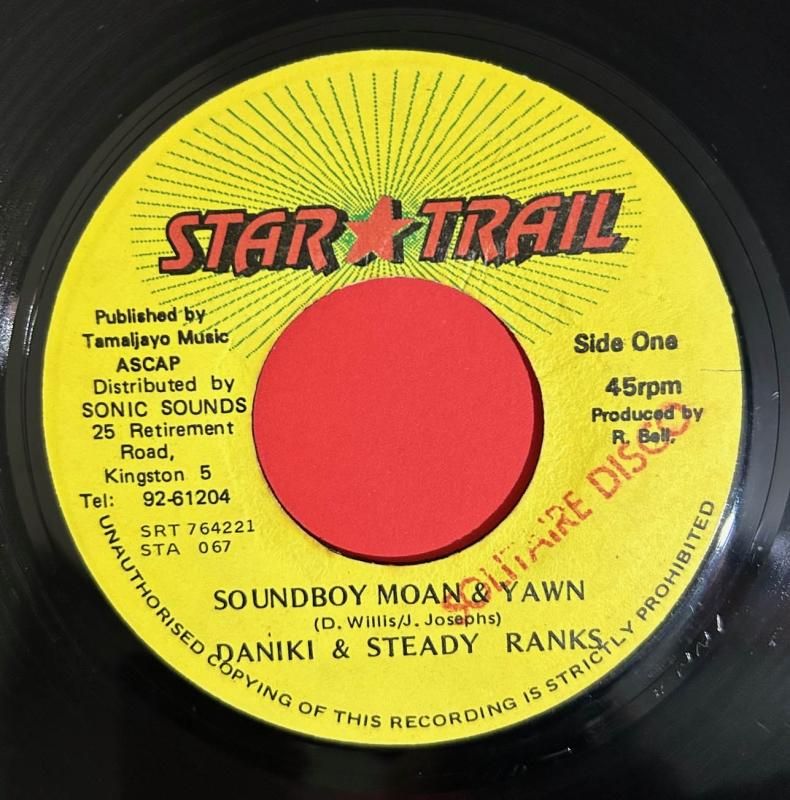 STAR TRAIL
Published by
Tamaljayo Music
ASCAP
Distributed by
SONIC SOUNDS
25 Retirement
Road,
Kingston 5
Tel: 92-61204
SRT 764221
STA 067
Side One
45rpm
Produced by
R. Bell,
SOLITAIRE DISCO
SOUNDBOY MOAN & YAWN
(D. Willis/J. Josephs)
DANIKI & STEADY RANKS
UNAUTHORISED COPYING OF THIS RECORDING IS STRICTLY PROHIBITED